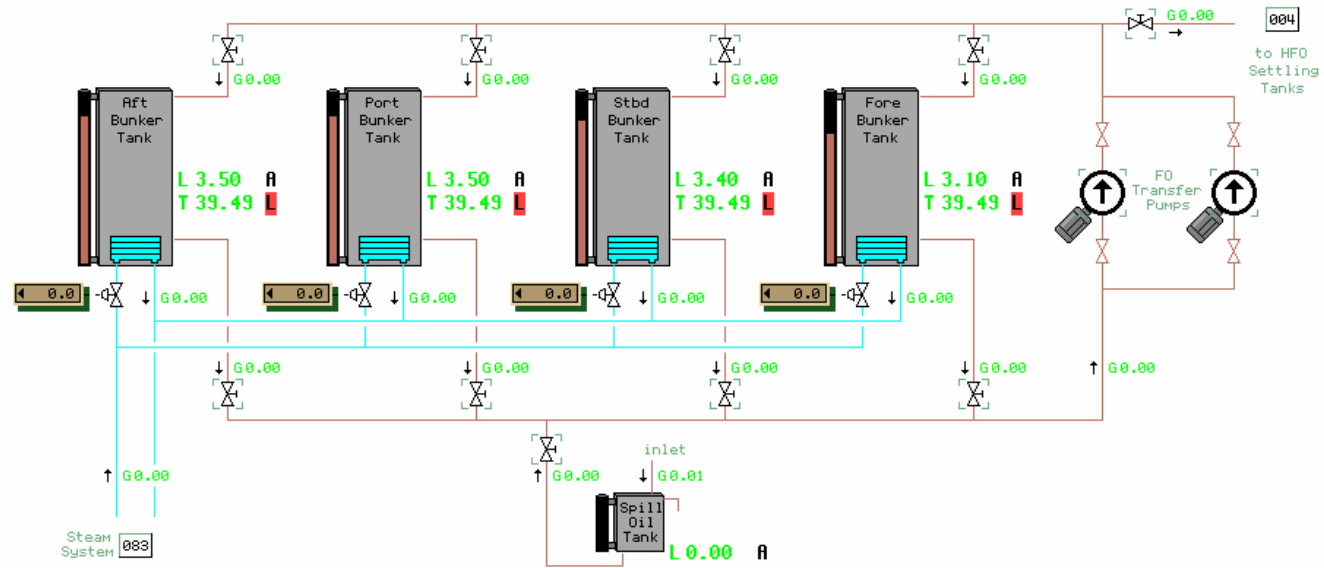 G0.00
004
to HFO
Settling
Tanks
G0.00
G0.00
G0.00
G0.00
Aft
Bunker
Tank
Port
Bunker
Tank
Stbd
Bunker
Tank
Fore
Bunker
Tank
L 3.50 A
T 39.49 L
L 3.50 A
T 39.49 L
L 3.40 A
T 39.49 L
L 3.10 A
T 39.49 L
FO
Transfer
Pumps
0.0
G0.00
0.0
G0.00
0.0
G0.00
0.0
G0.00
G0.00
G0.00
G0.00
G0.00
G0.00
inlet
G0.00
G0.00
G0.01
Spill
Oil
Tank
L 0.00 A
Steam
System
083